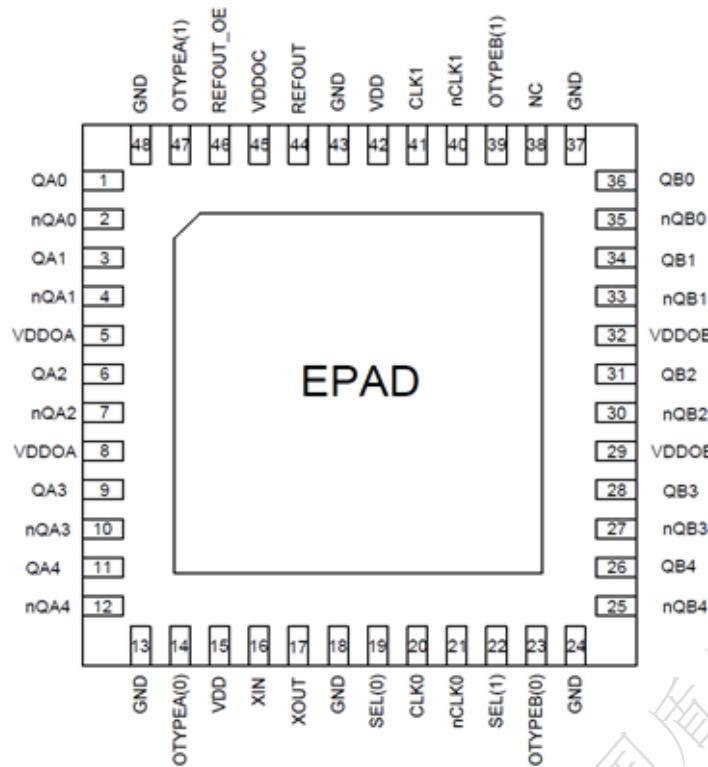 GND OTYPEA(1) REFOUT_OE VDDOC REFOUT GND VDD CLK1 nCLK1 OTYPEB(1) NC GND
48 47 46 45 44 43 42 41 40 39 38 37
QA0 1 36 QB0
nQA0 2 35 nQB0
QA1 3 34 QB1
nQA1 4 33 nQB1
VDDOA 5 32 VDDOB
QA2 6 31 QB2
EPAD
nQA2 7 30 nQB2
VDDOA 8 29 VDDOB
QA3 9 28 QB3
nQA3 10 27 nQB3
QA4 11 26 QB4
nQA4 12 25 nQB4
13 14 15 16 17 18 19 20 21 22 23 24
GND OTYPEA(0) VDD XIN XOUT GND SEL(0) CLK0 nCLK0 SEL(1) OTYPEB(0) GND
盾